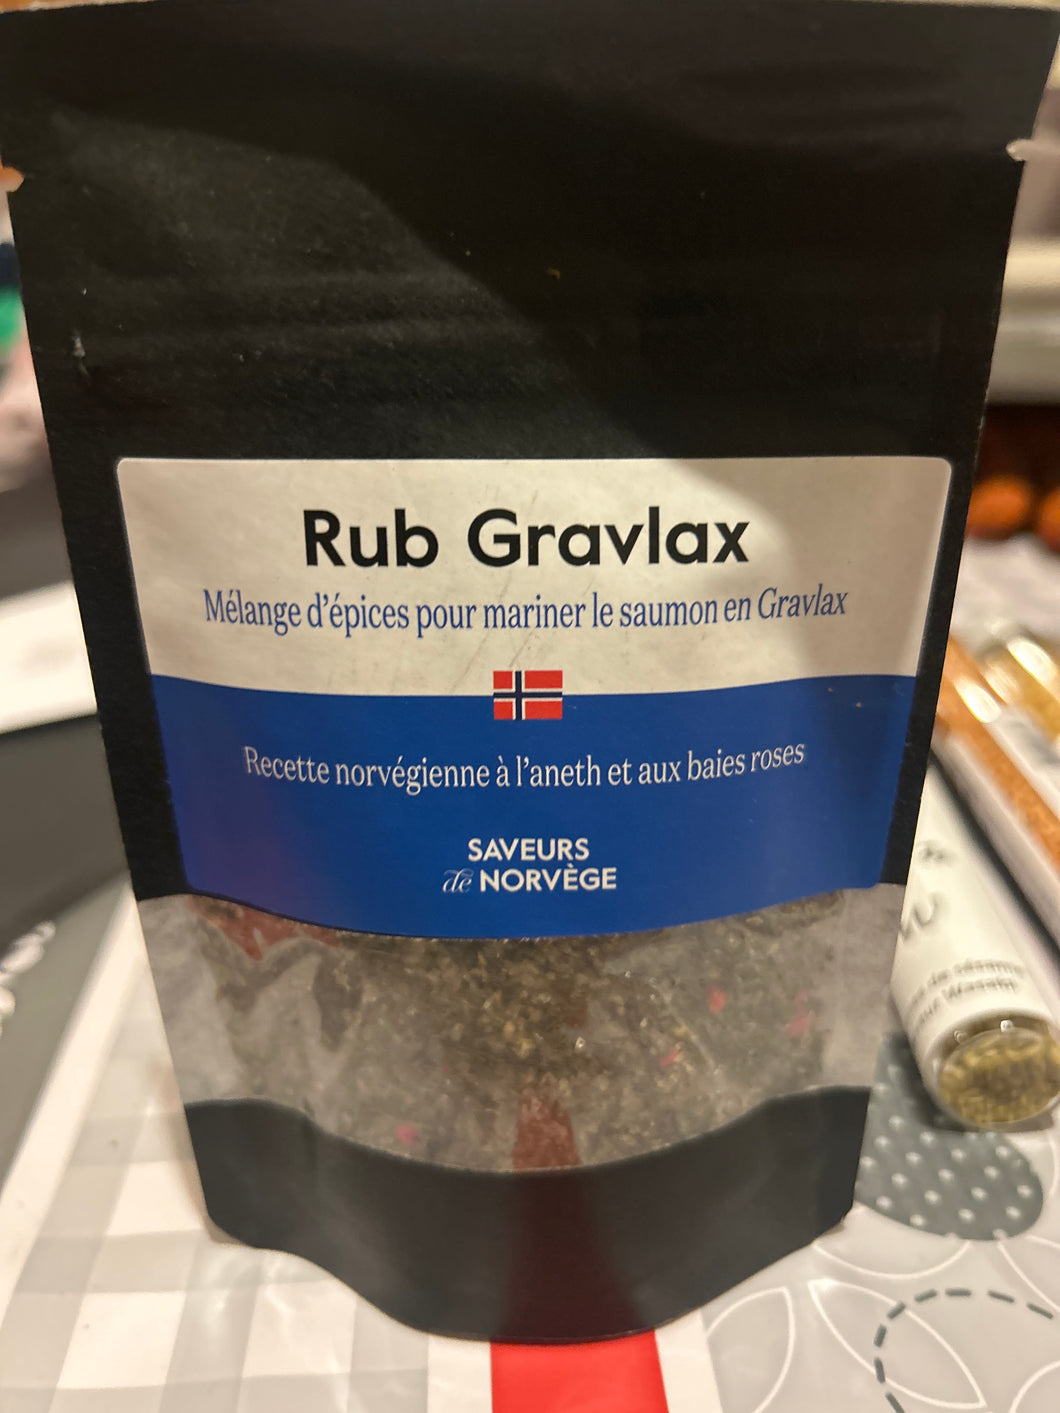 Rub Gravlax
Mélange d'épices pour mariner le saumon en Gravlax
Recette norvégienne à l'aneth et aux baies roses
SAVEURS
de NORVÈGE